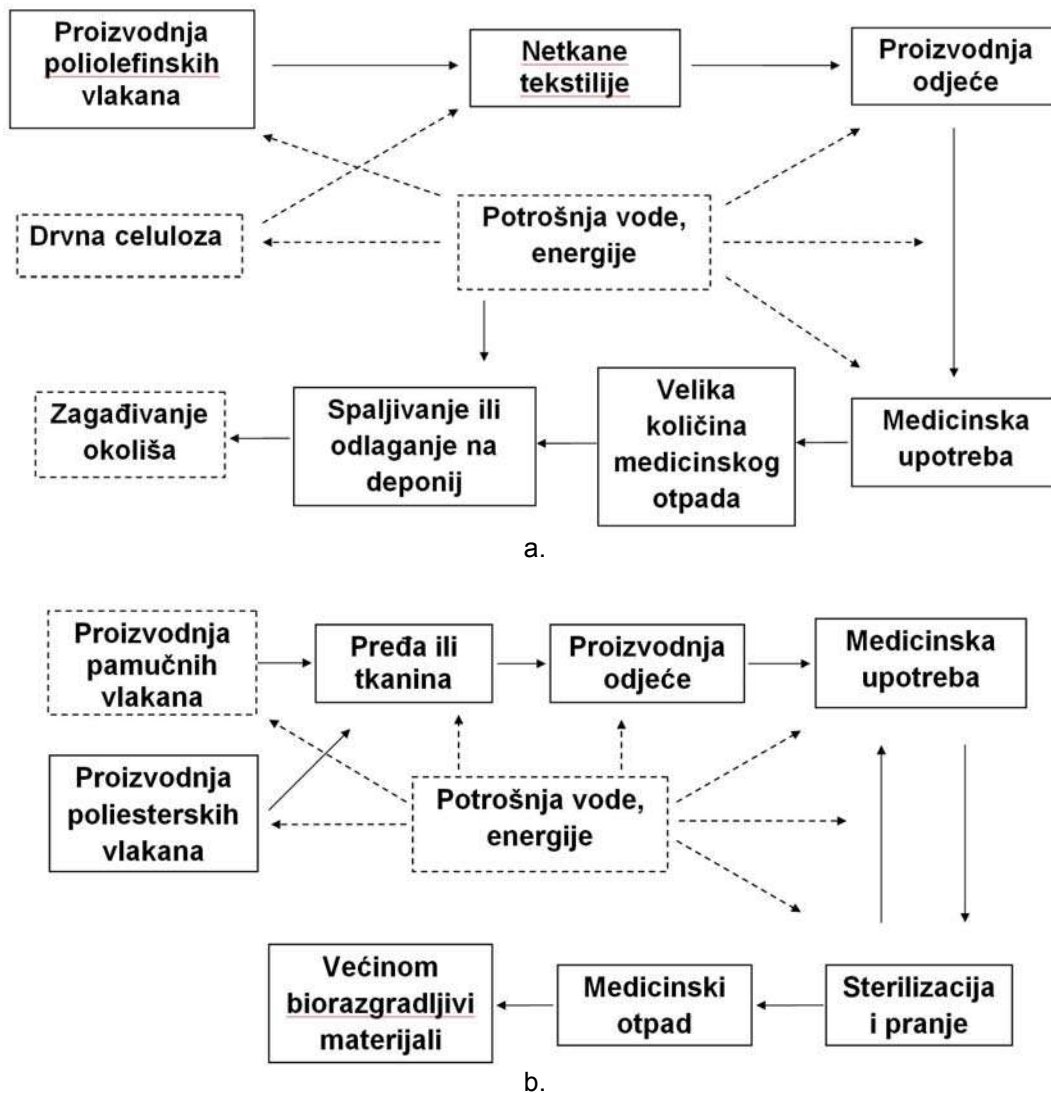 Proizvodnja
poliolefinskih
vlakana
Netkane
tekstilije
Proizvodnja
odjeće
Drvna celuloza
Potrošnja vode,
energije
Zagađivanje
okoliša
Spaljivanje ili
odlaganje na
deponij
Velika
količina
medicinskog
otpada
Medicinska
upotreba
a.
Proizvodnja
pamučnih
vlakana
Pređa ili
tkanina
Proizvodnja
odjeće
Medicinska
upotreba
Proizvodnja
poliesterskih
vlakana
Potrošnja vode,
energije
Većinom
biorazgradljivi
materijali
Medicinski
otpad
Sterilizacija
i pranje
b.